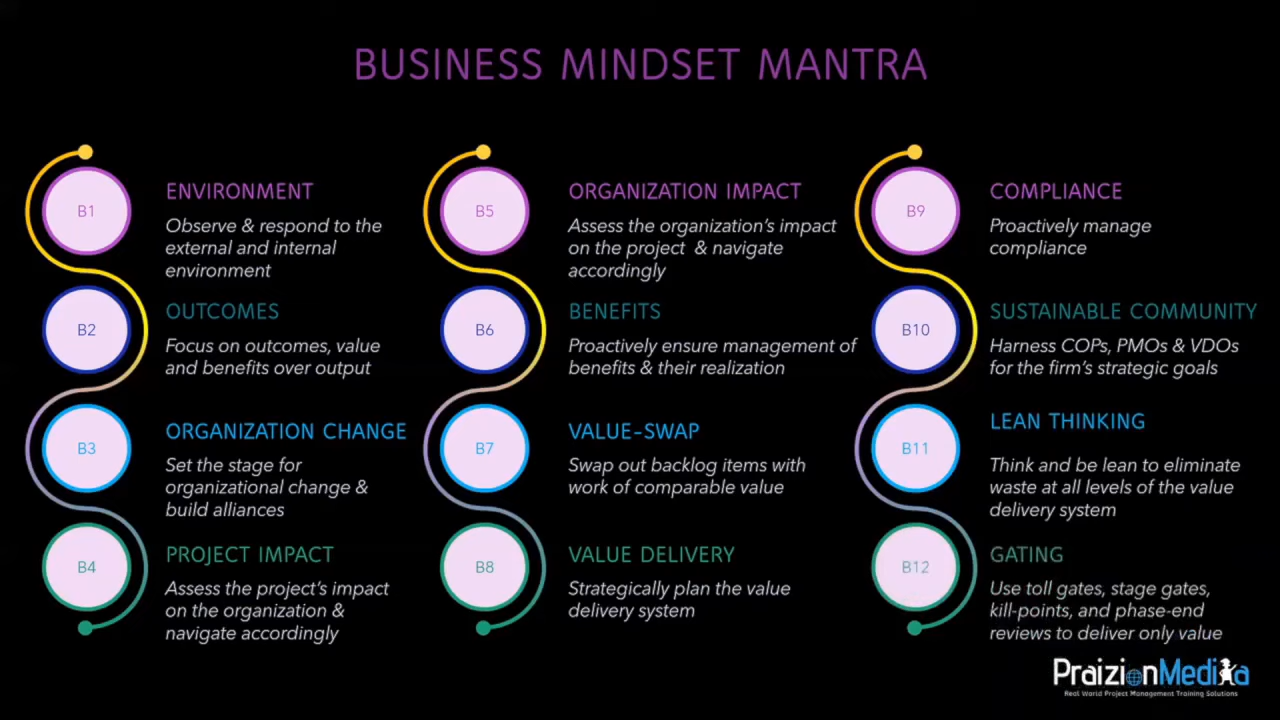 BUSINESS MINDSET MANTRA
B1
ENVIRONMENT
Observe & respond to the
external and internal
environment
B2
OUTCOMES
Focus on outcomes, value
and benefits over output
B3
ORGANIZATION CHANGE
Set the stage for
organizational change &
build alliances
B4
PROJECT IMPACT
Assess the project's impact
on the organization &
navigate accordingly
B5
ORGANIZATION IMPACT
Assess the organization's impact
on the project & navigate
accordingly
B6
BENEFITS
Proactively ensure management of
benefits & their realization
B7
VALUE-SWAP
Swap out backlog items with
work of comparable value
B8
VALUE DELIVERY
Strategically plan the value
delivery system
B9
COMPLIANCE
Proactively manage
compliance
B10
SUSTAINABLE COMMUNITY
Harness COPs, PMOs & VDOs
for the firm's strategic goals
B11
LEAN THINKING
Think and be lean to eliminate
waste at all levels of the value
delivery system
B12
GATING
Use toll gates, stage gates,
kill-points, and phase-end
reviews to deliver only value
PraizionMedia
Real World Project Management Training Solutions